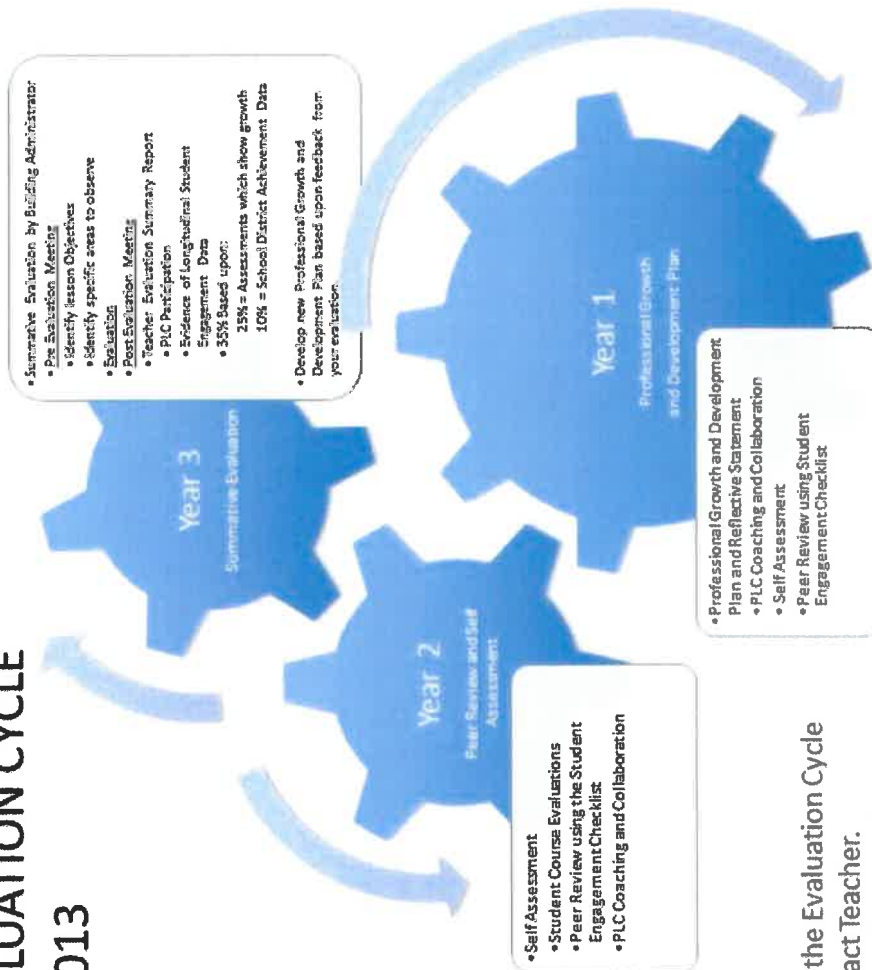 LUATION CYCLE
013
• Summative Evaluation by Building Administrator
• Pre Evaluation Meeting
• Identify lesson Objectives
• Identify specific areas to observe
• Evaluation
• Post Evaluation Meeting
• Teacher Evaluation Summary Report
• PLC Participation
• Evidence of Longitudinal Student
Engagement Data
• 35% Based upon:
25% = Assessments which show growth
10% = School District Achievement Data
• Develop new Professional Growth and
Development Plan based upon feedback from
your evaluation
Year 3
Summative Evaluation
Year 2
Peer Review and Self
Assessment
• Self Assessment
• Student Course Evaluations
• Peer Review using the Student
Engagement Checklist
• PLC Coaching and Collaboration
Year 1
Professional Growth
and Development Plan
• Professional Growth and Development
Plan and Reflective Statement
• PLC Coaching and Collaboration
• Self Assessment
• Peer Review using Student
Engagement Checklist
the Evaluation Cycle
act Teacher.